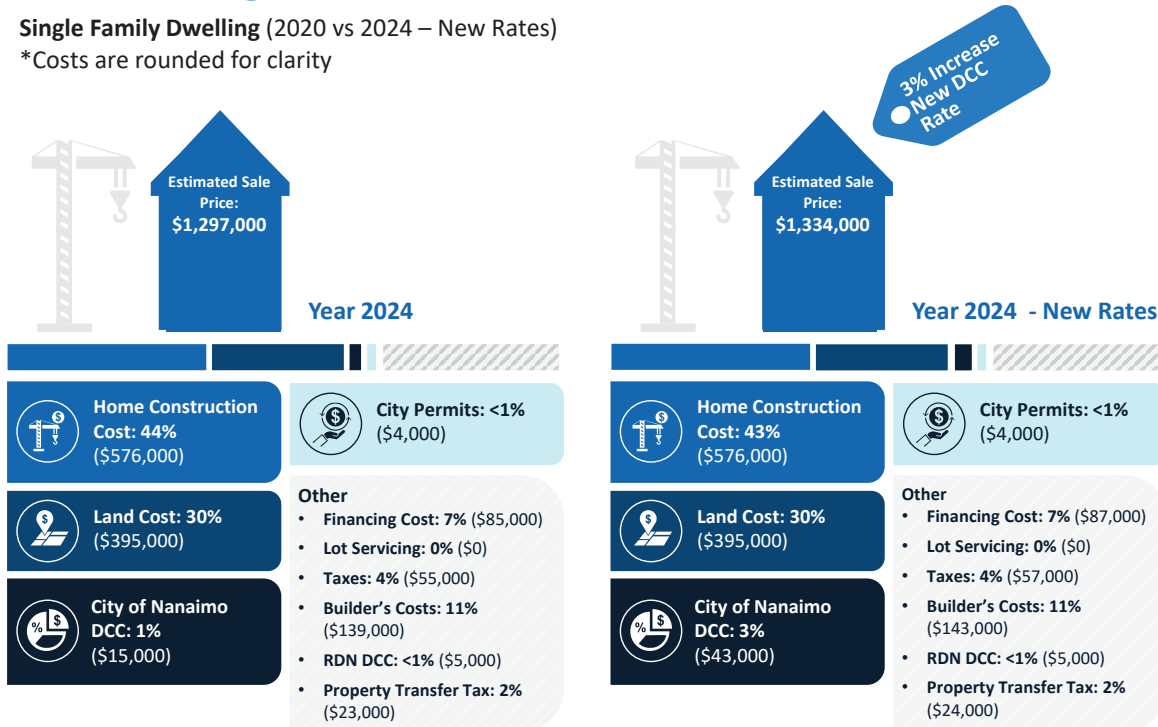 Single Family Dwelling (2020 vs 2024 – New Rates)
*Costs are rounded for clarity
3% Increase
New DCC
Rate
Estimated Sale
Price:
$1,297,000
Year 2024
Home Construction
Cost: 44%
($576,000)
Land Cost: 30%
($395,000)
City of Nanaimo
DCC: 1%
($15,000)
City Permits: <1%
($4,000)
Other
• Financing Cost: 7% ($85,000)
• Lot Servicing: 0% ($0)
• Taxes: 4% ($55,000)
• Builder's Costs: 11%
($139,000)
• RDN DCC: <1% ($5,000)
• Property Transfer Tax: 2%
($23,000)
Estimated Sale
Price:
$1,334,000
Year 2024 - New Rates
Home Construction
Cost: 43%
($576,000)
Land Cost: 30%
($395,000)
City of Nanaimo
DCC: 3%
($43,000)
City Permits: <1%
($4,000)
Other
• Financing Cost: 7% ($87,000)
• Lot Servicing: 0% ($0)
• Taxes: 4% ($57,000)
• Builder's Costs: 11%
($143,000)
• RDN DCC: <1% ($5,000)
• Property Transfer Tax: 2%
($24,000)